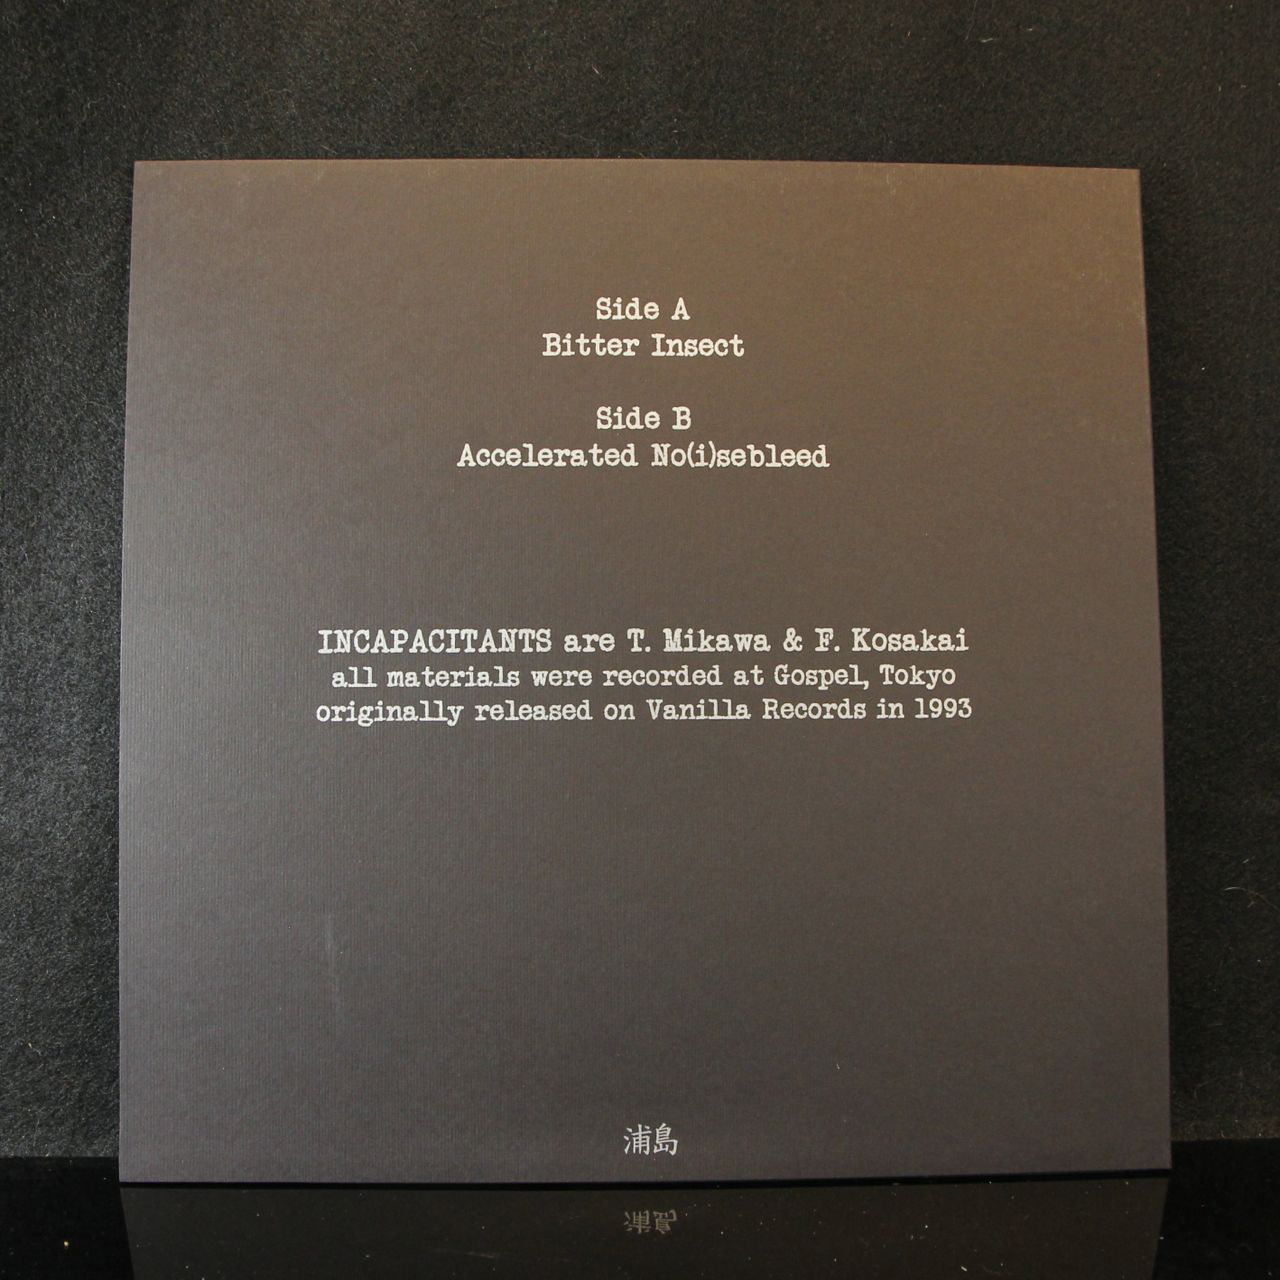 Side A
Bitter Insect
Side B
Accelerated No(i)sebleed
INCAPACITANTS are T. Mikawa & F. Kosakai
all materials were recorded at Gospel, Tokyo
originally released on Vanilla Records in 1993
浦島